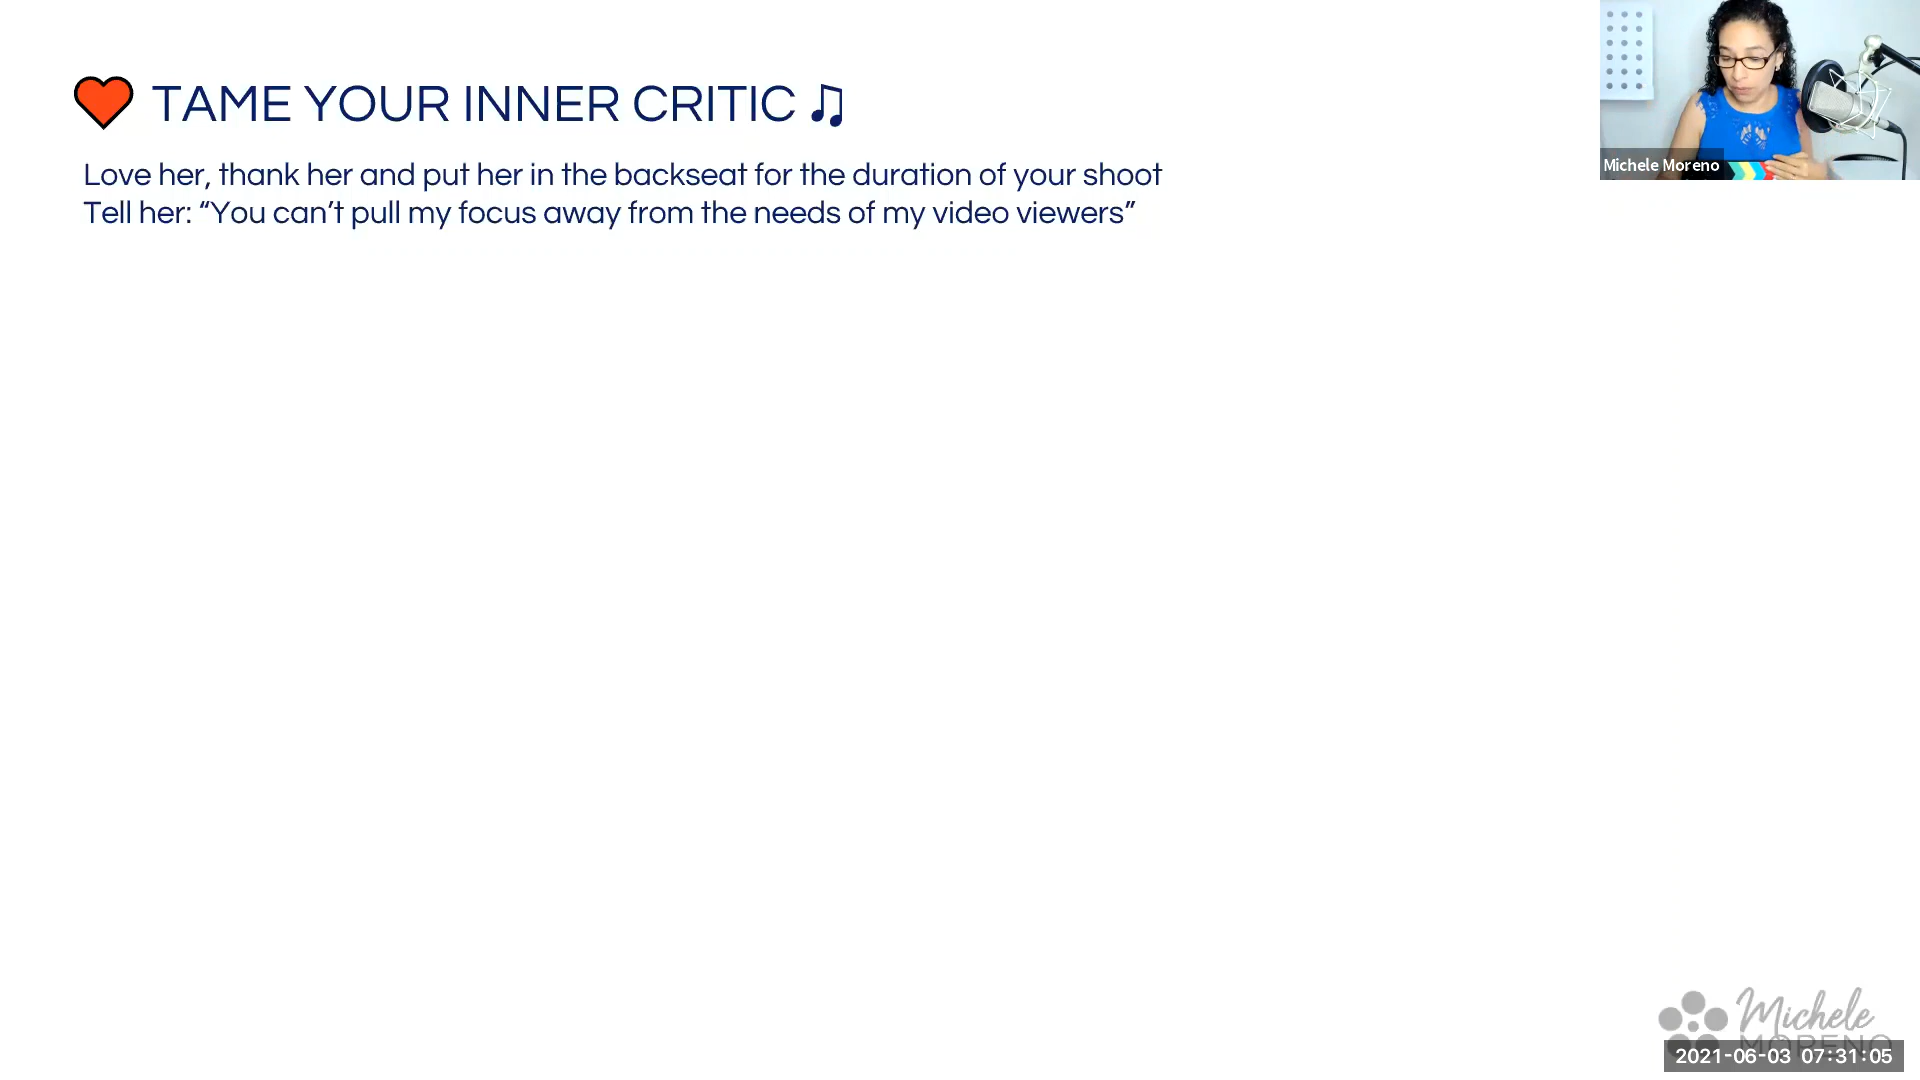 TAME YOUR INNER CRITIC
Love her, thank her and put her in the backseat for the duration of your shoot
Tell her: “You can’t pull my focus away from the needs of my video viewers”
Michele Moreno
Michele
MORENO
2021-06-03 07:31:05